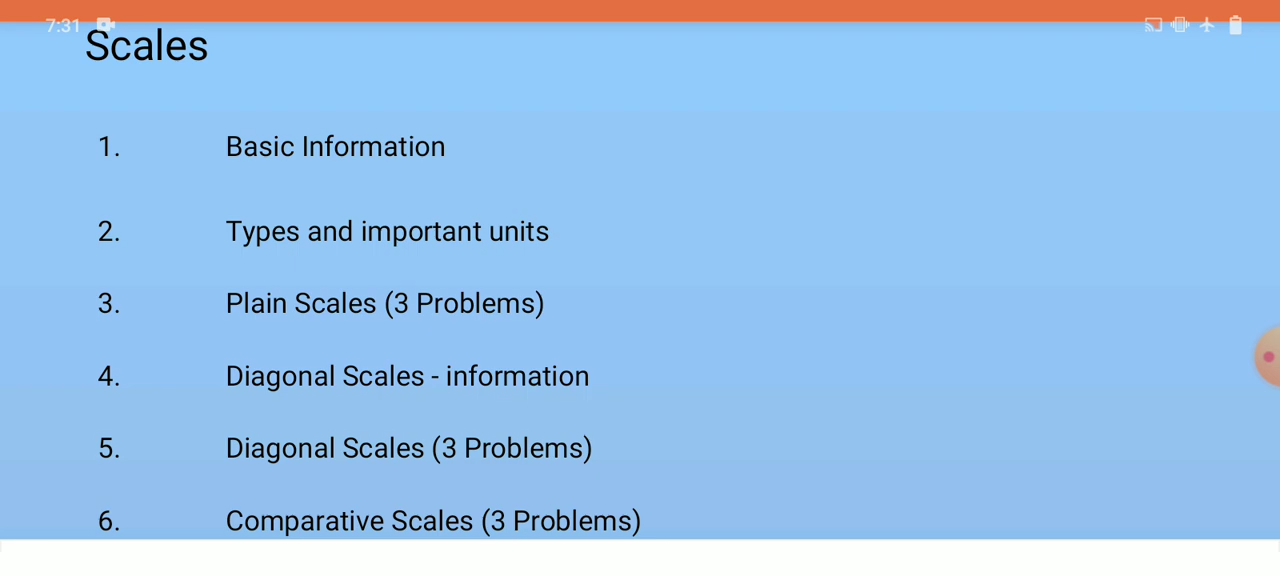 7:31
Scales
1. Basic Information
2. Types and important units
3. Plain Scales (3 Problems)
4. Diagonal Scales - information
5. Diagonal Scales (3 Problems)
6. Comparative Scales (3 Problems)